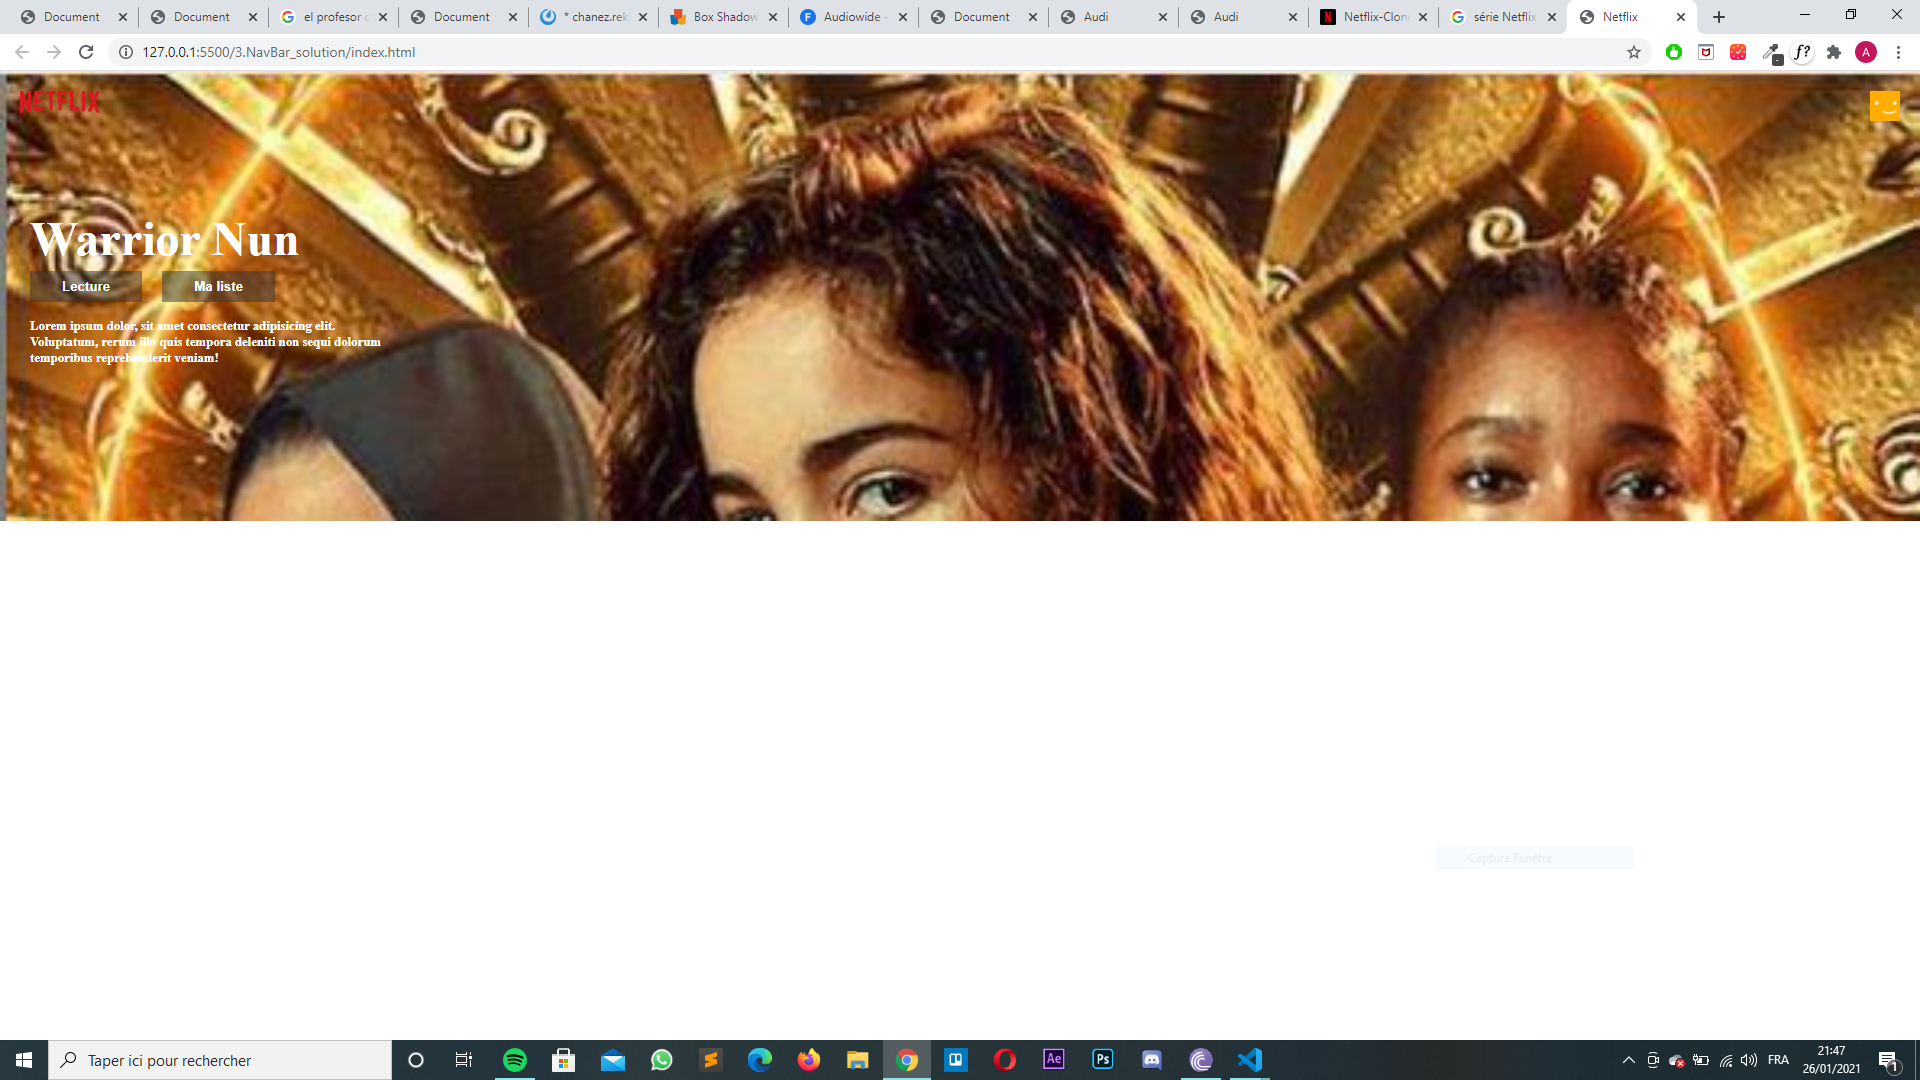 Document
Document
el profesor
Document
* chanez.rek
Box Shadow
Audiowide -
Document
Audi
Audi
Netflix-Clon
série Netflix
Netflix
127.0.0.1:5500/3.NavBar_solution/index.html
f?
A
NETFLIX
Warrior Nun
Lecture
Ma liste
Lorem ipsum dolor, sit amet consectetur adipisicing elit.
Voluptatum, rerum illo quis tempora deleniti non sequi dolorum
temporibus reprehenderit veniam!
Capture Fenêtre
Taper ici pour rechercher
Ae
Ps
FRA
21:47
26/01/2021
1